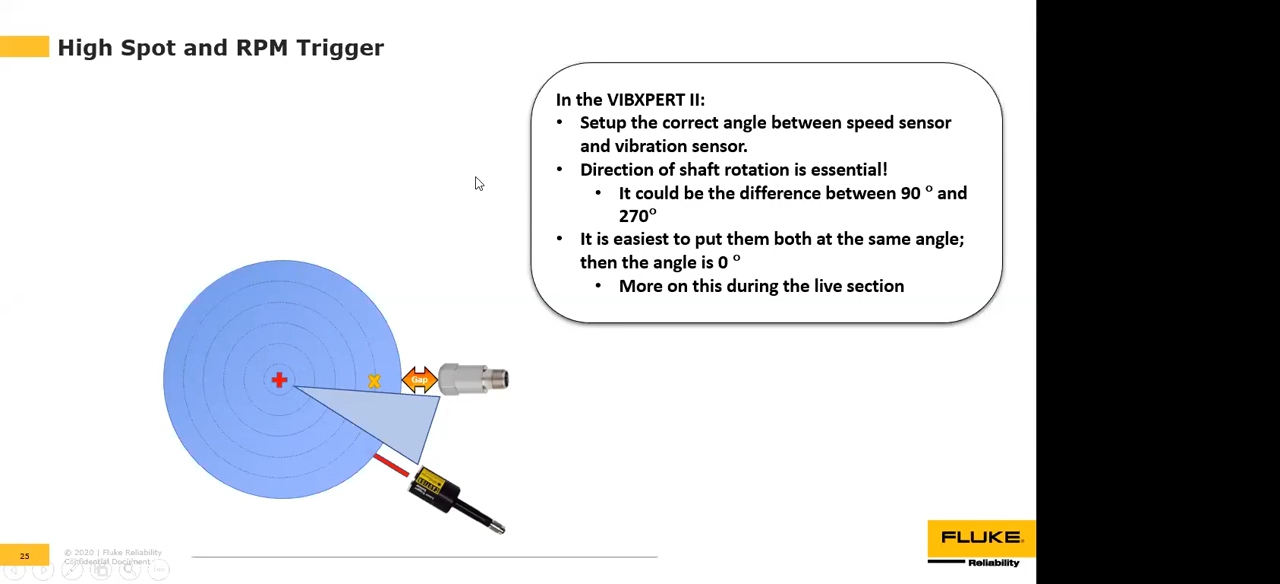 High Spot and RPM Trigger
In the VIBXPERT II:
• Setup the correct angle between speed sensor
and vibration sensor.
• Direction of shaft rotation is essential!
• It could be the difference between 90 º and
270º
• It is easiest to put them both at the same angle;
then the angle is 0 º
• More on this during the live section
x
Gap
25
© 2020 | Fluke Reliability
Confidential Document
FLUKE®
Reliability